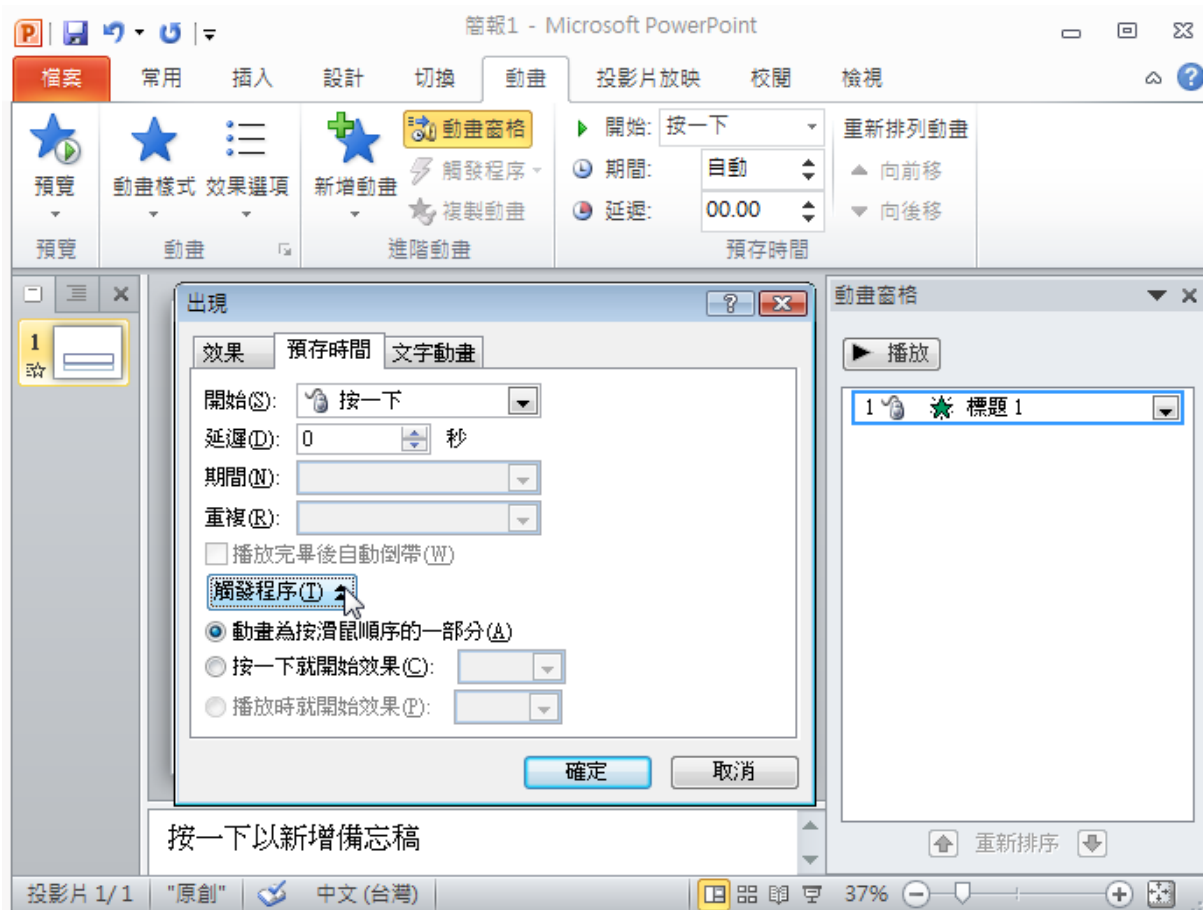 簡報1 - Microsoft PowerPoint
檔案 常用 插入 設計 切換 動畫 投影片放映 校閱 檢視
預覽
動畫樣式 效果選項
新增動畫
動畫窗格
觸發程序
複製動畫
開始: 按一下
期間: 自動
延遲: 00.00
重新排列動畫
向前移
向後移
預覽 動畫 進階動畫 預存時間
1
出現
效果 預存時間 文字動畫
開始(S): 按一下
延遲(D): 0 秒
期間(N):
重複(R):
播放完畢後自動倒帶(W)
觸發程序(T)
動畫為按滑鼠順序的一部分(A)
按一下就開始效果(C):
播放時就開始效果(P):
確定 取消
動畫窗格
播放
1 標題 1
重新排序
按一下以新增備忘稿
投影片 1/1 "原創" 中文 (台灣) 37%